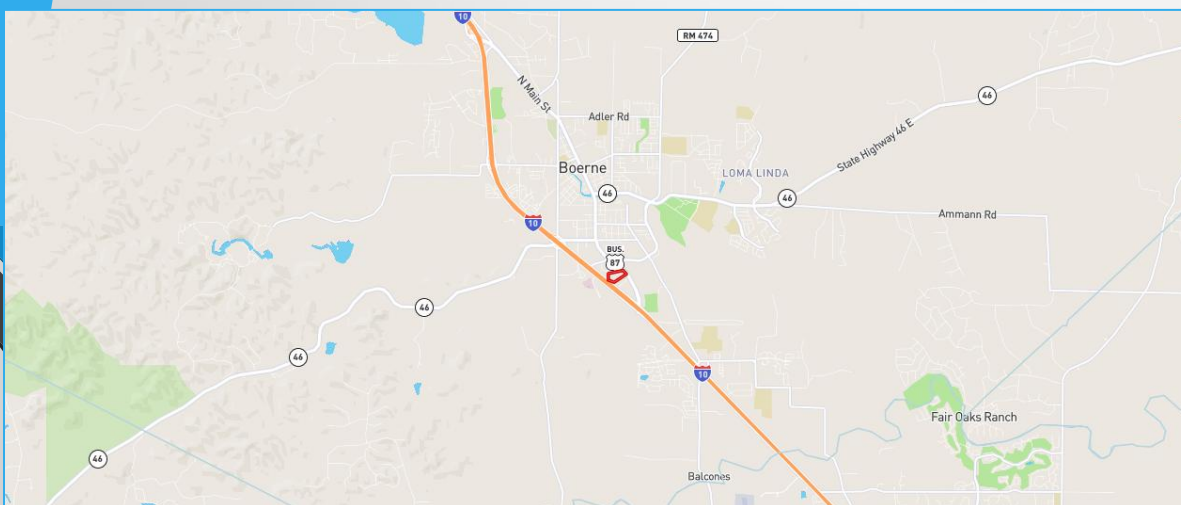 10
RM 474
46
N Main St
Adler Rd
State Highway 46 E
Boerne
LOMA LINDA
46
46
Ammann Rd
10
BUS.
87
46
46
10
Fair Oaks Ranch
46
Balcones